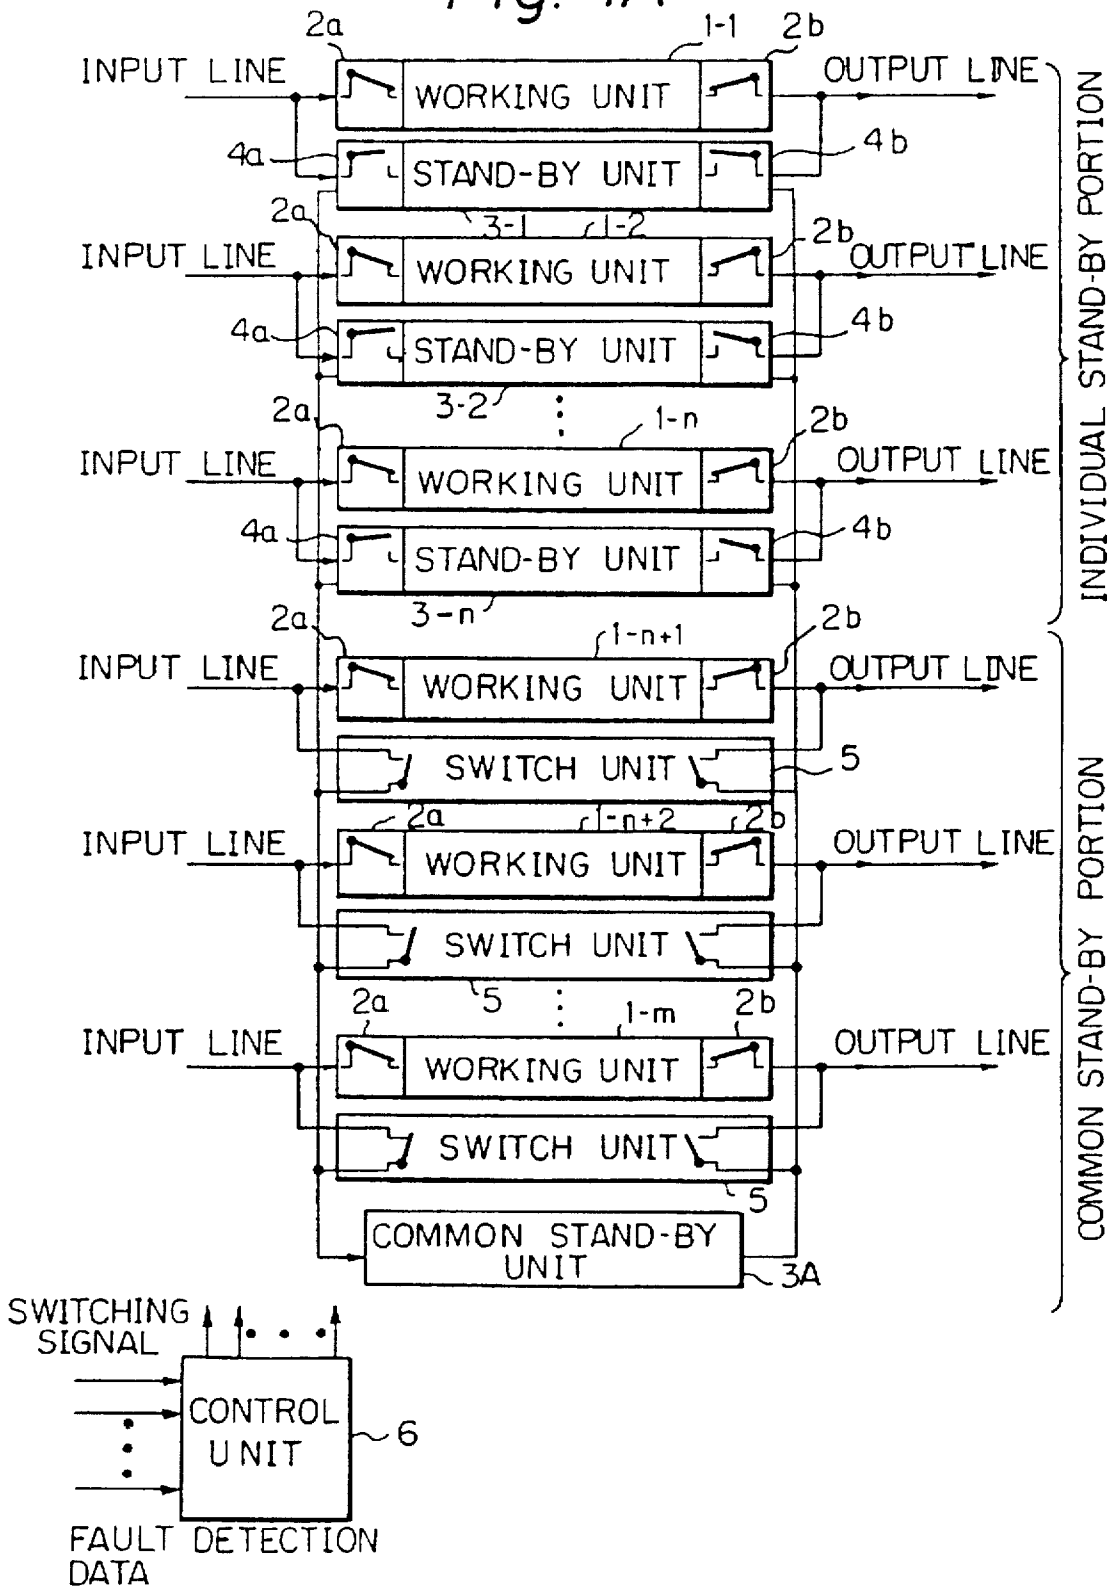 Fig. 1A
2a 1-1 2b
INPUT LINE WORKING UNIT OUTPUT LINE
4a STAND-BY UNIT 4b
3-1 1-2
2a 2b
INPUT LINE WORKING UNIT OUTPUT LINE
4a STAND-BY UNIT 4b
3-2
2a 1-n 2b
INPUT LINE WORKING UNIT OUTPUT LINE
4a STAND-BY UNIT 4b
3-n
INDIVIDUAL STAND-BY PORTION
2a 1-n+1 2b
INPUT LINE WORKING UNIT OUTPUT LINE
SWITCH UNIT 5
2a 1-n+2 2b
INPUT LINE WORKING UNIT OUTPUT LINE
SWITCH UNIT
5
2a 1-m 2b
INPUT LINE WORKING UNIT OUTPUT LINE
SWITCH UNIT
5
COMMON STAND-BY
UNIT
3A
COMMON STAND-BY PORTION
SWITCHING
SIGNAL
CONTROL
UNIT
6
FAULT DETECTION
DATA